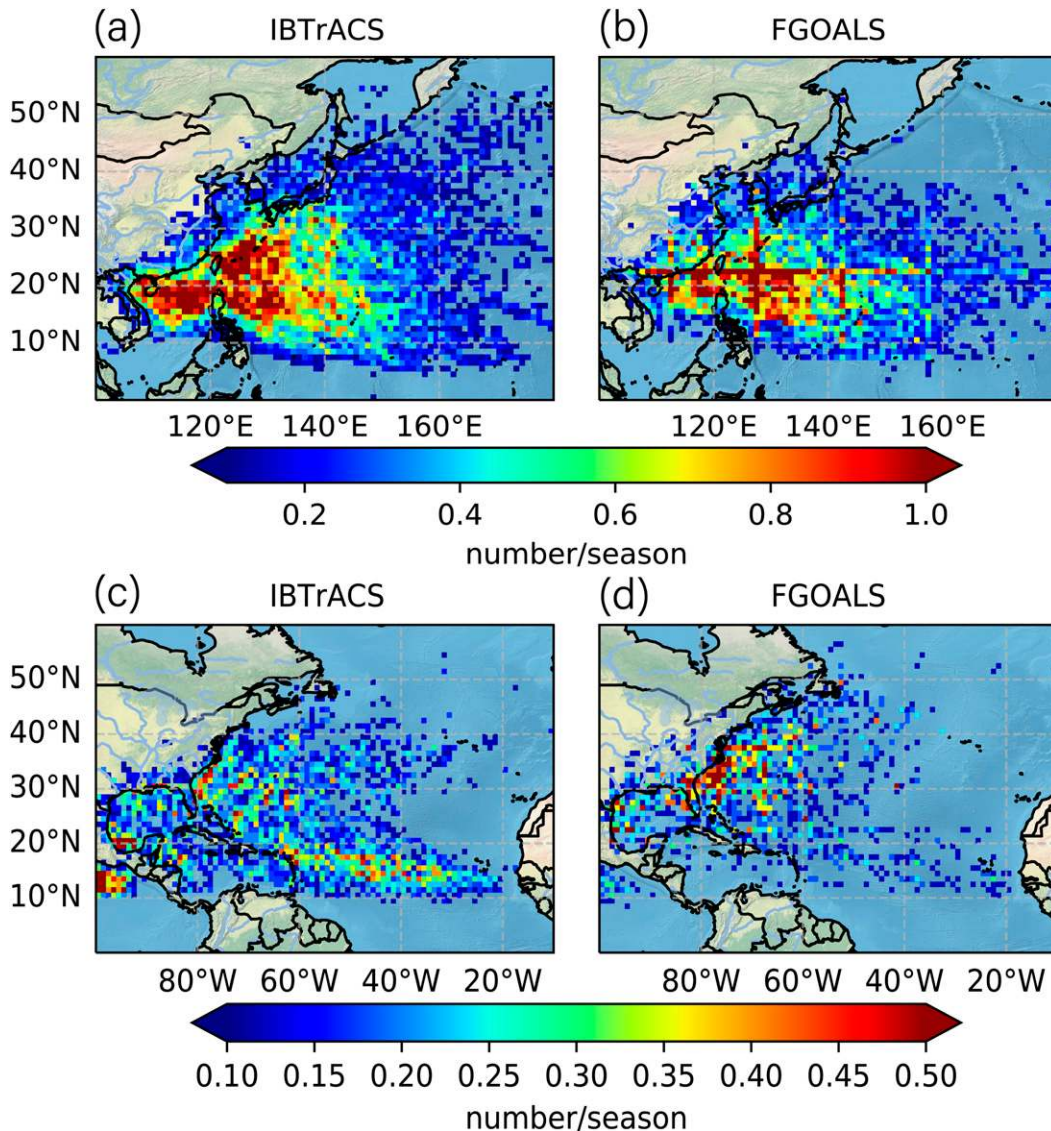 (a) IBTrACS
(b) FGOALS
50°N
40°N
30°N
20°N
10°N
120°E 140°E 160°E
120°E 140°E 160°E
0.2 0.4 0.6 0.8 1.0
number/season
(c) IBTrACS
(d) FGOALS
50°N
40°N
30°N
20°N
10°N
80°W 60°W 40°W 20°W
80°W 60°W 40°W 20°W
0.10 0.15 0.20 0.25 0.30 0.35 0.40 0.45 0.50
number/season